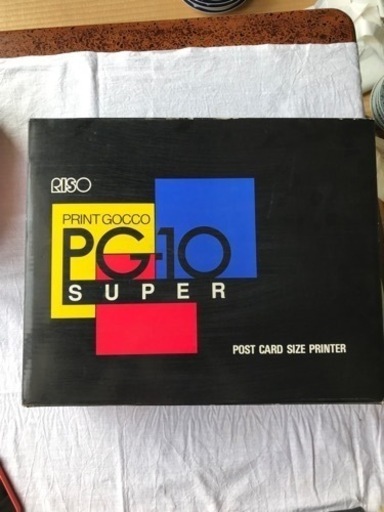 RISO
PRINT GOCCO
PG-10
SUPER
POST CARD SIZE PRINTER